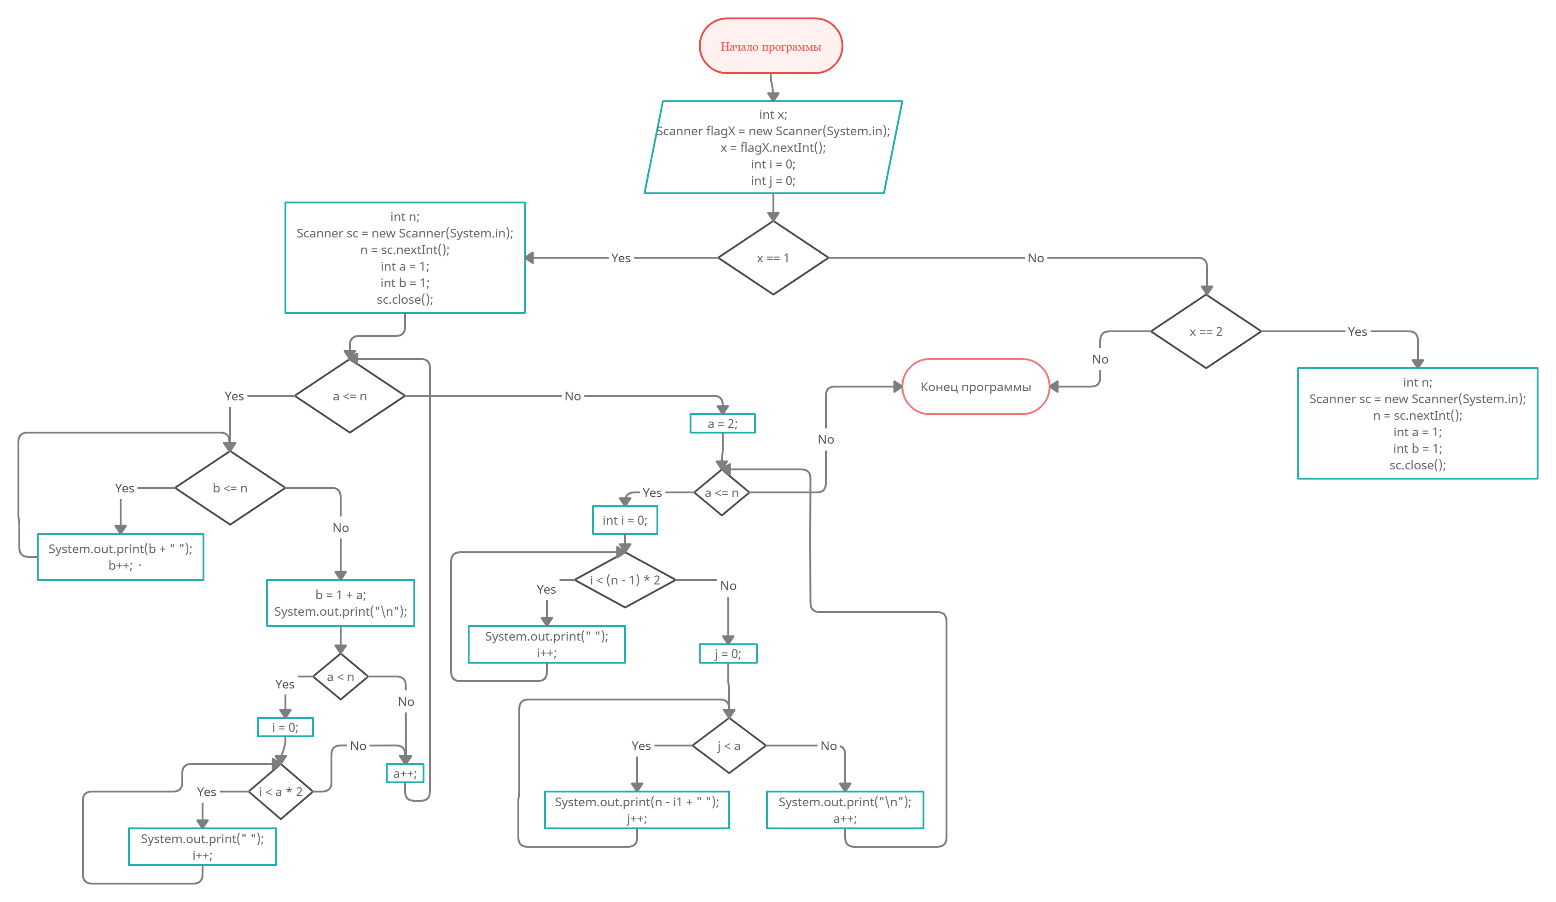 Начало программы
int x;
Scanner flagX = new Scanner(System.in);
x = flagX.nextInt();
int i = 0;
int j = 0;
int n;
Scanner sc = new Scanner(System.in);
n = sc.nextInt();
int a = 1;
int b = 1;
sc.close();
Yes
x == 1
No
x == 2
Yes
No
Конец программы
int n;
Scanner sc = new Scanner(System.in);
n = sc.nextInt();
int a = 1;
int b = 1;
sc.close();
Yes
a <= n
No
a = 2;
No
b <= n
Yes
No
System.out.print(b + " ");
b++; ·
Yes
a <= n
int i = 0;
i < (n - 1) * 2
Yes
No
b = 1 + a;
System.out.print("\n");
System.out.print(" ");
i++;
j = 0;
a < n
Yes
No
i = 0;
No
a++;
i < a * 2
Yes
System.out.print(" ");
i++;
j < a
Yes
No
System.out.print(n - i1 + " ");
j++;
System.out.print("\n");
a++;